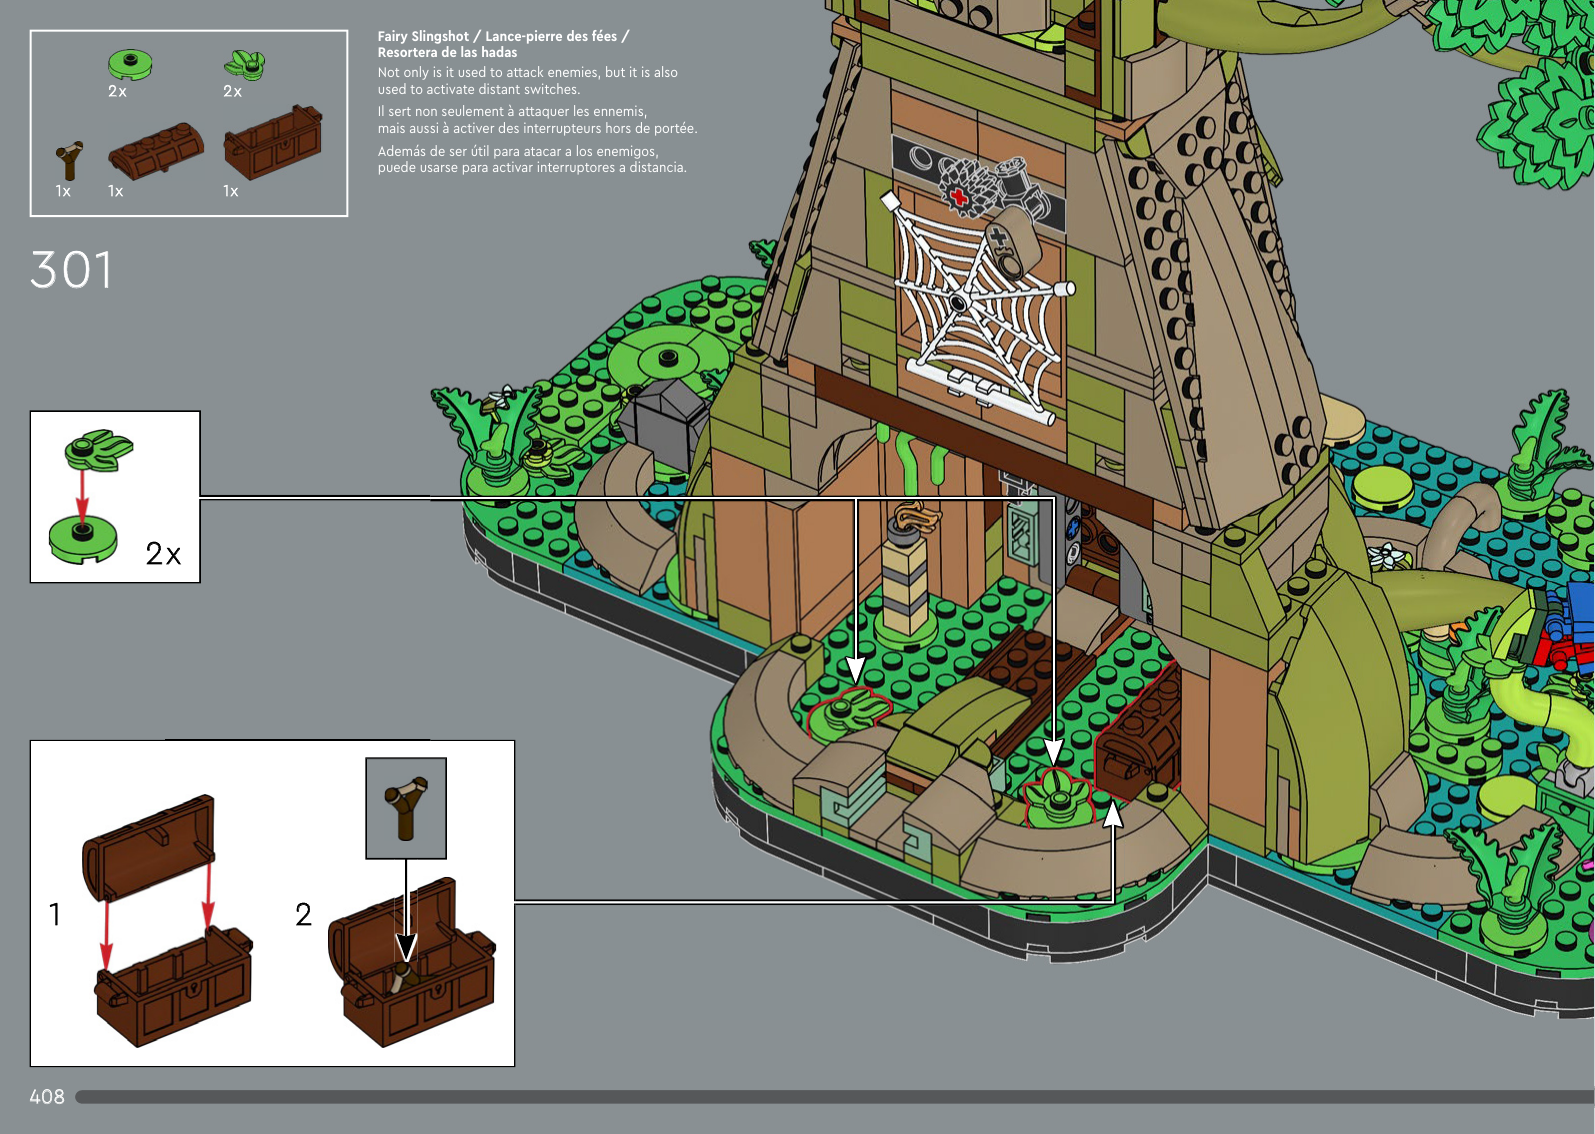 2x
2x
1x
1x
1x
Fairy Slingshot / Lance-pierre des fées /
Resortera de las hadas
Not only is it used to attack enemies, but it is also
used to activate distant switches.
Il sert non seulement à attaquer les ennemis,
mais aussi à activer des interrupteurs hors de portée.
Además de ser útil para atacar a los enemigos,
puede usarse para activar interruptores a distancia.
301
2x
1
2
408